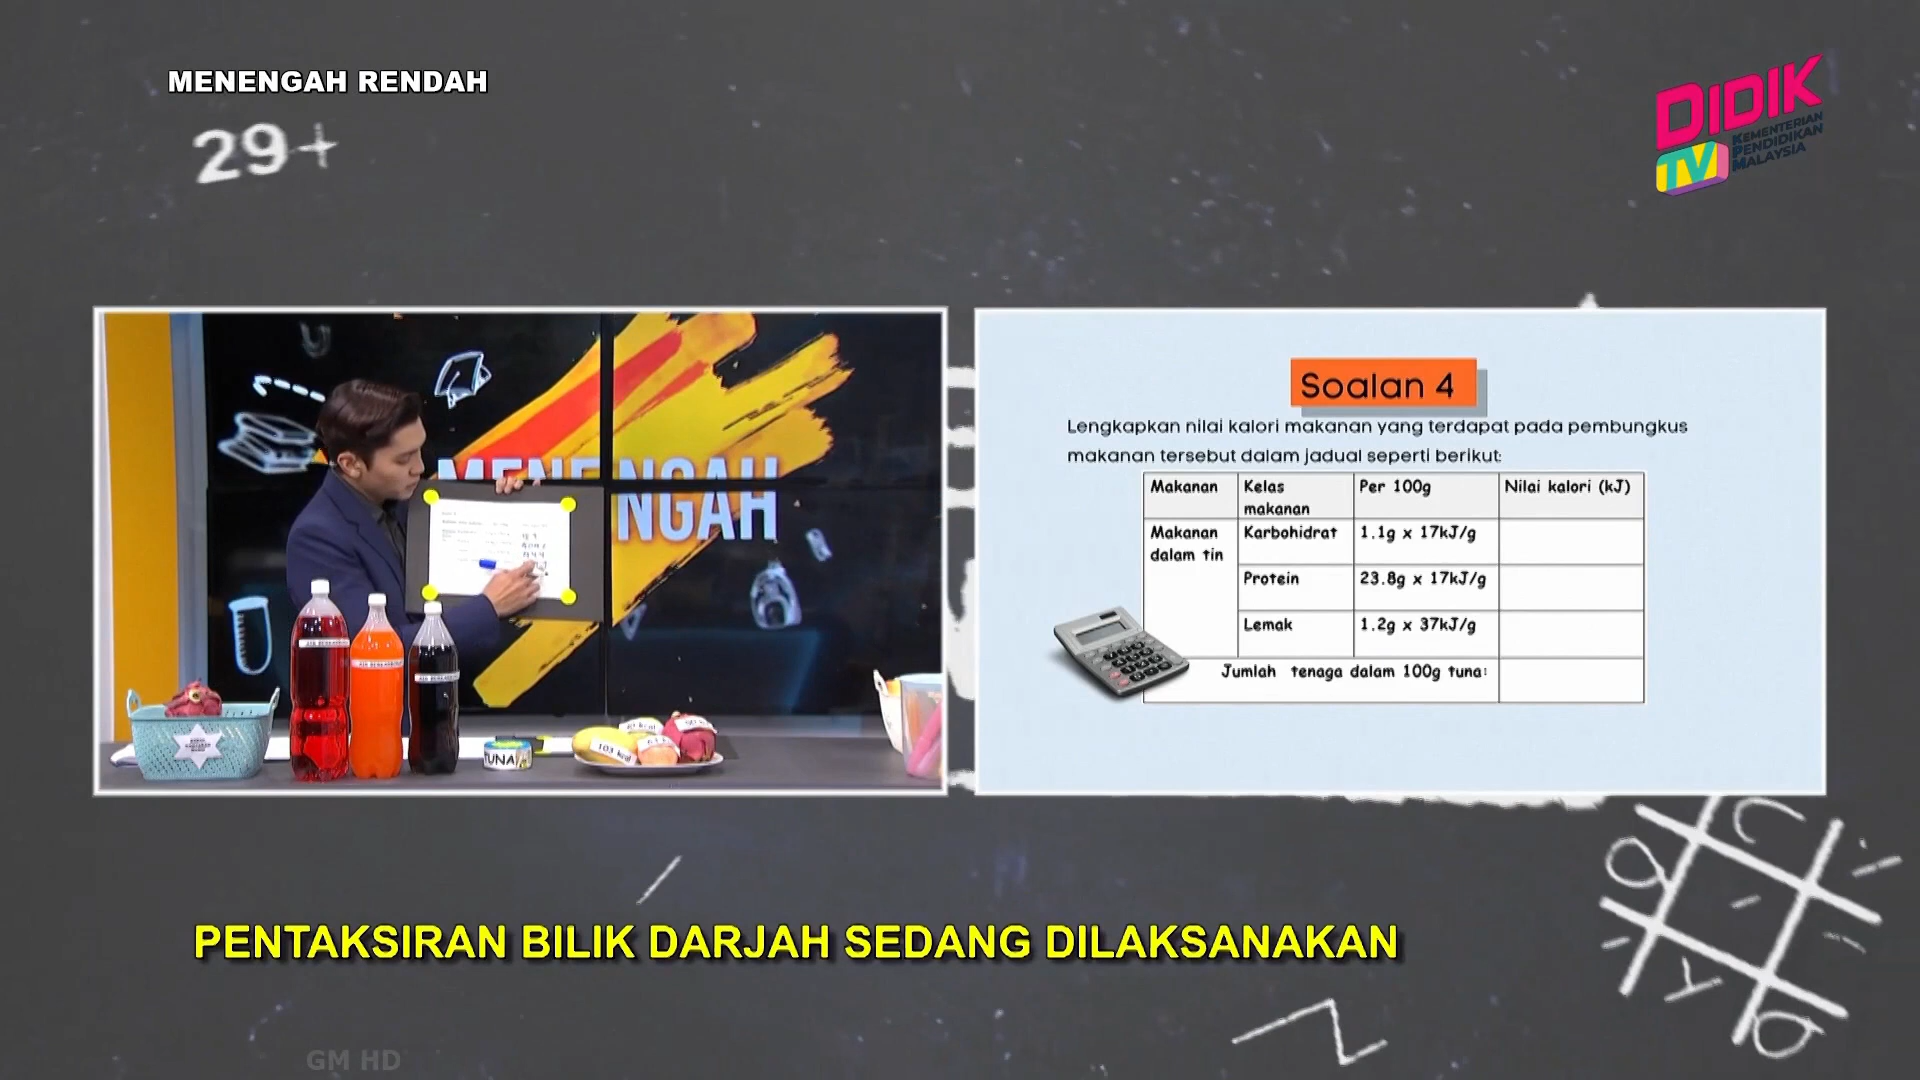 MENENGAH RENDAH
29+
DIDIK
TV
KEMENTERIAN
PENDIDIKAN
MALAYSIA
MENENGAH
TUNA
103 kcal
Soalan 4
Lengkapkan nilai kalori makanan yang terdapat pada pembungkus
makanan tersebut dalam jadual seperti berikut:
Makanan Kelas makanan Per 100g Nilai kalori (kJ)
Makanan dalam tin Karbohidrat 1.1g x 17kJ/g
Protein 23.8g x 17kJ/g
Lemak 1.2g x 37kJ/g
Jumlah tenaga dalam 100g tuna:
PENTAKSIRAN BILIK DARJAH SEDANG DILAKSANAKAN
GM HD